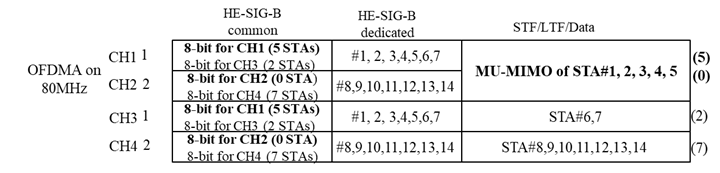 HE-SIG-B common
HE-SIG-B dedicated
STF/LTF/Data
OFDMA on 80MHz
CH1 1
8-bit for CH1 (5 STAs)
8-bit for CH3 (2 STAs)
#1, 2, 3,4,5,6,7
MU-MIMO of STA#1, 2, 3, 4, 5
(5)
(0)
CH2 2
8-bit for CH2 (0 STA)
8-bit for CH4 (7 STAs)
#8,9,10,11,12,13,14
CH3 1
8-bit for CH1 (5 STAs)
8-bit for CH3 (2 STAs)
#1, 2, 3,4,5,6,7
STA#6,7
(2)
CH4 2
8-bit for CH2 (0 STA)
8-bit for CH4 (7 STAs)
#8,9,10,11,12,13,14
STA#8,9,10,11,12,13,14
(7)